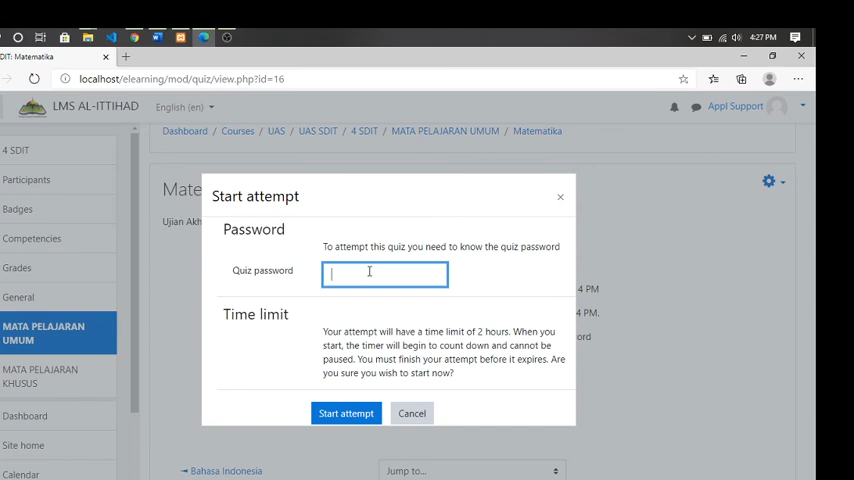 4:27 PM
DIT: Matematika
localhost/elearning/mod/quiz/view.php?id=16
LMS AL-ITTIHAD
English (en)
Appl Support
Dashboard / Courses / UAS / UAS SDIT / 4 SDIT / MATA PELAJARAN UMUM / Matematika
4 SDIT
Participants
Badges
Competencies
Grades
General
MATA PELAJARAN
UMUM
MATA PELAJARAN
KHUSUS
Dashboard
Site home
Calendar
Mate
Ujian Akh
4 PM
4 PM.
ord
Start attempt
×
Password
To attempt this quiz you need to know the quiz password
Quiz password
Time limit
Your attempt will have a time limit of 2 hours. When you
start, the timer will begin to count down and cannot be
paused. You must finish your attempt before it expires. Are
you sure you wish to start now?
Start attempt
Cancel
◄ Bahasa Indonesia
Jump to...